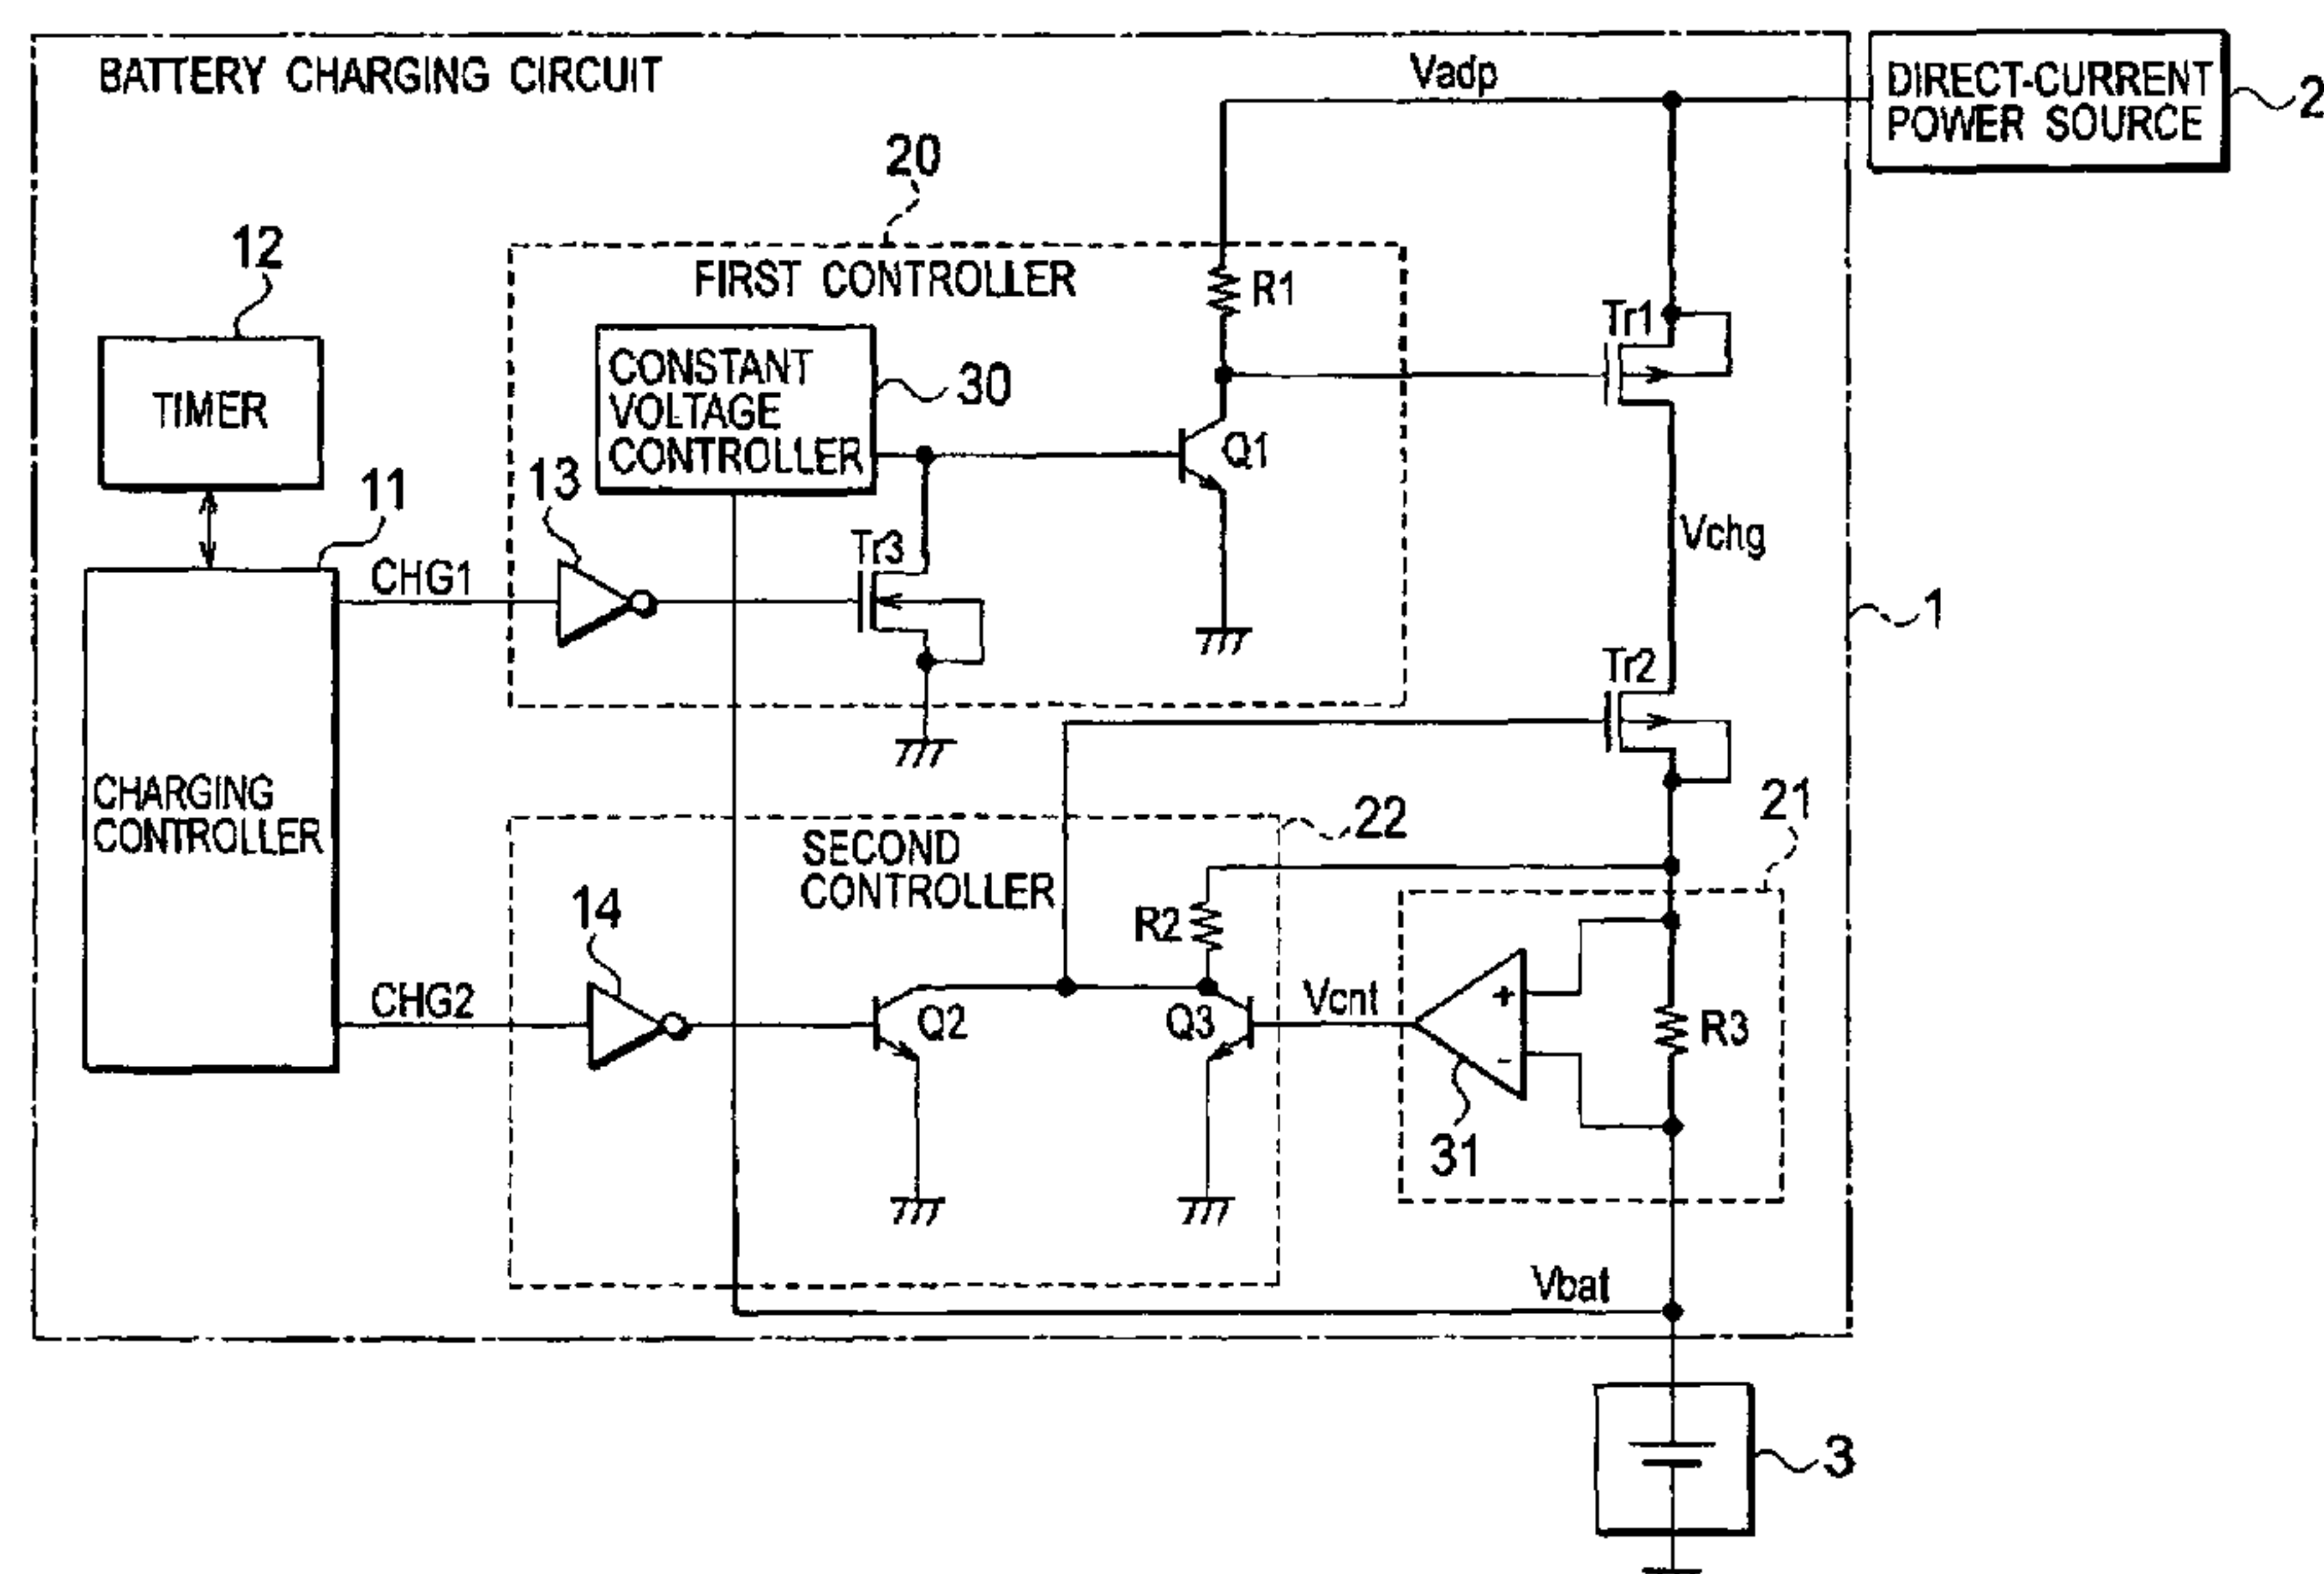 BATTERY CHARGING CIRCUIT
Vadp
DIRECT-CURRENT
POWER SOURCE
2
20
12
FIRST CONTROLLER
R1
Tr1
TIMER
CONSTANT
VOLTAGE
CONTROLLER
30
Q1
11
13
Tr3
Vchg
CHG1
1
Tr2
CHARGING
CONTROLLER
22
21
SECOND
CONTROLLER
14
R2
CHG2
Q2
Q3
Vcnt
+
-
R3
31
Vbat
3